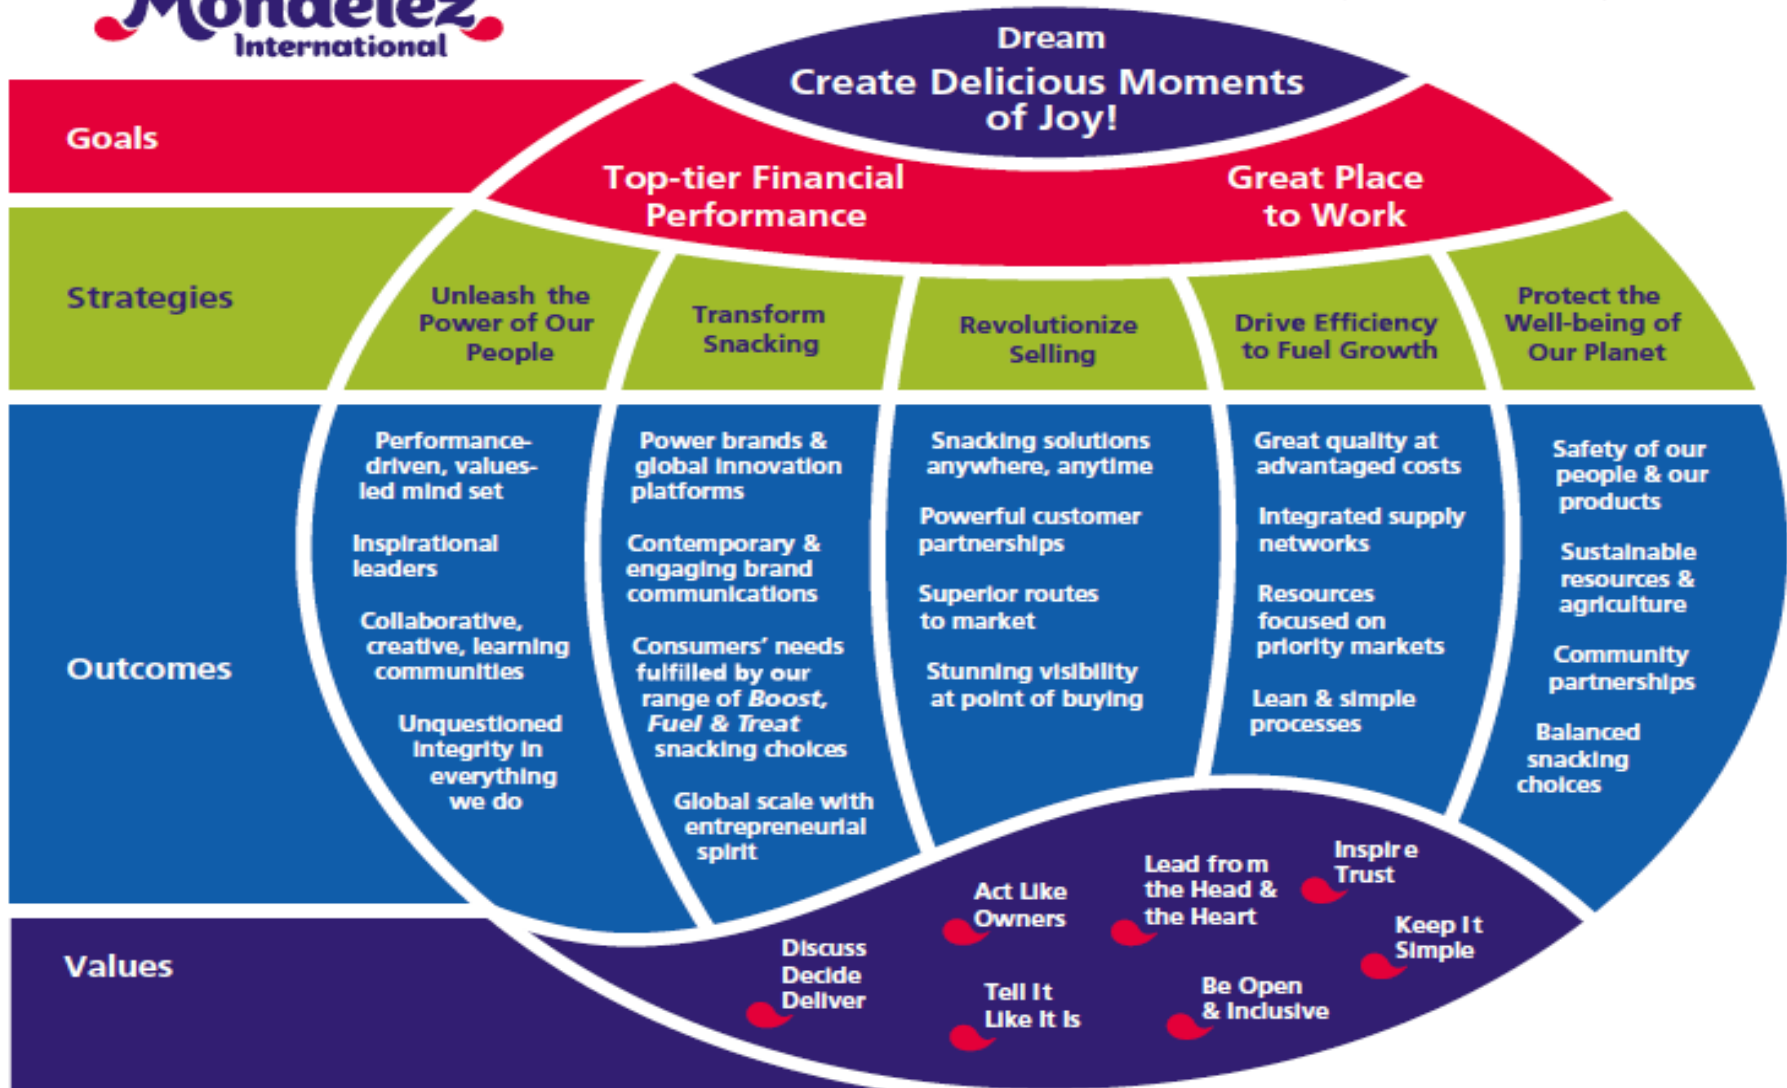 Mondelēz
International
Dream
Create Delicious Moments
of Joy!
Goals
Top-tier Financial
Performance
Great Place
to Work
Strategies
Unleash the
Power of Our
People
Transform
Snacking
Revolutionize
Selling
Drive Efficiency
to Fuel Growth
Protect the
Well-being of
Our Planet
Outcomes
Performance-
driven, values-
led mind set
Inspirational
leaders
Collaborative,
creative, learning
communities
Unquestioned
integrity in
everything
we do
Power brands &
global innovation
platforms
Contemporary &
engaging brand
communications
Consumers' needs
fulfilled by our
range of Boost,
Fuel & Treat
snacking choices
Global scale with
entrepreneurial
spirit
Snacking solutions
anywhere, anytime
Powerful customer
partnerships
Superior routes
to market
Stunning visibility
at point of buying
Great quality at
advantaged costs
Integrated supply
networks
Resources
focused on
priority markets
Lean & simple
processes
Safety of our
people & our
products
Sustainable
resources &
agriculture
Community
partnerships
Balanced
snacking
choices
Values
Discuss
Decide
Deliver
Act Like
Owners
Tell It
Like It Is
Lead from
the Head &
the Heart
Be Open
& Inclusive
Inspire
Trust
Keep It
Simple